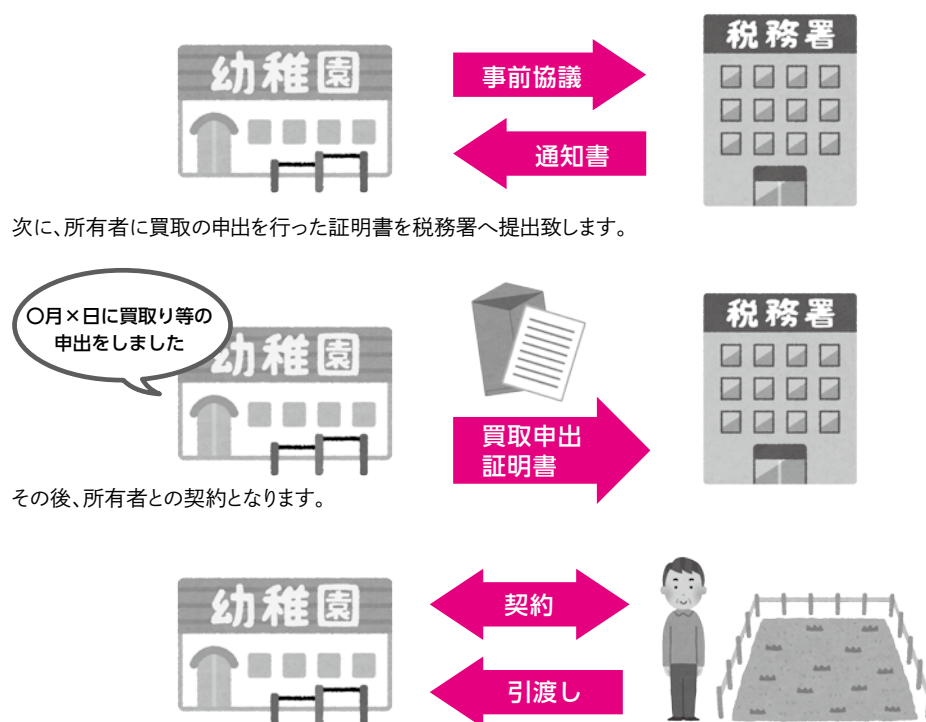 幼稚園
事前協議
通知書
税務署
次に、所有者に買取の申出を行った証明書を税務署へ提出致します。
〇月×日に買取り等の
申出をしました
幼稚園
買取申出
証明書
税務署
その後、所有者との契約となります。
幼稚園
契約
引渡し